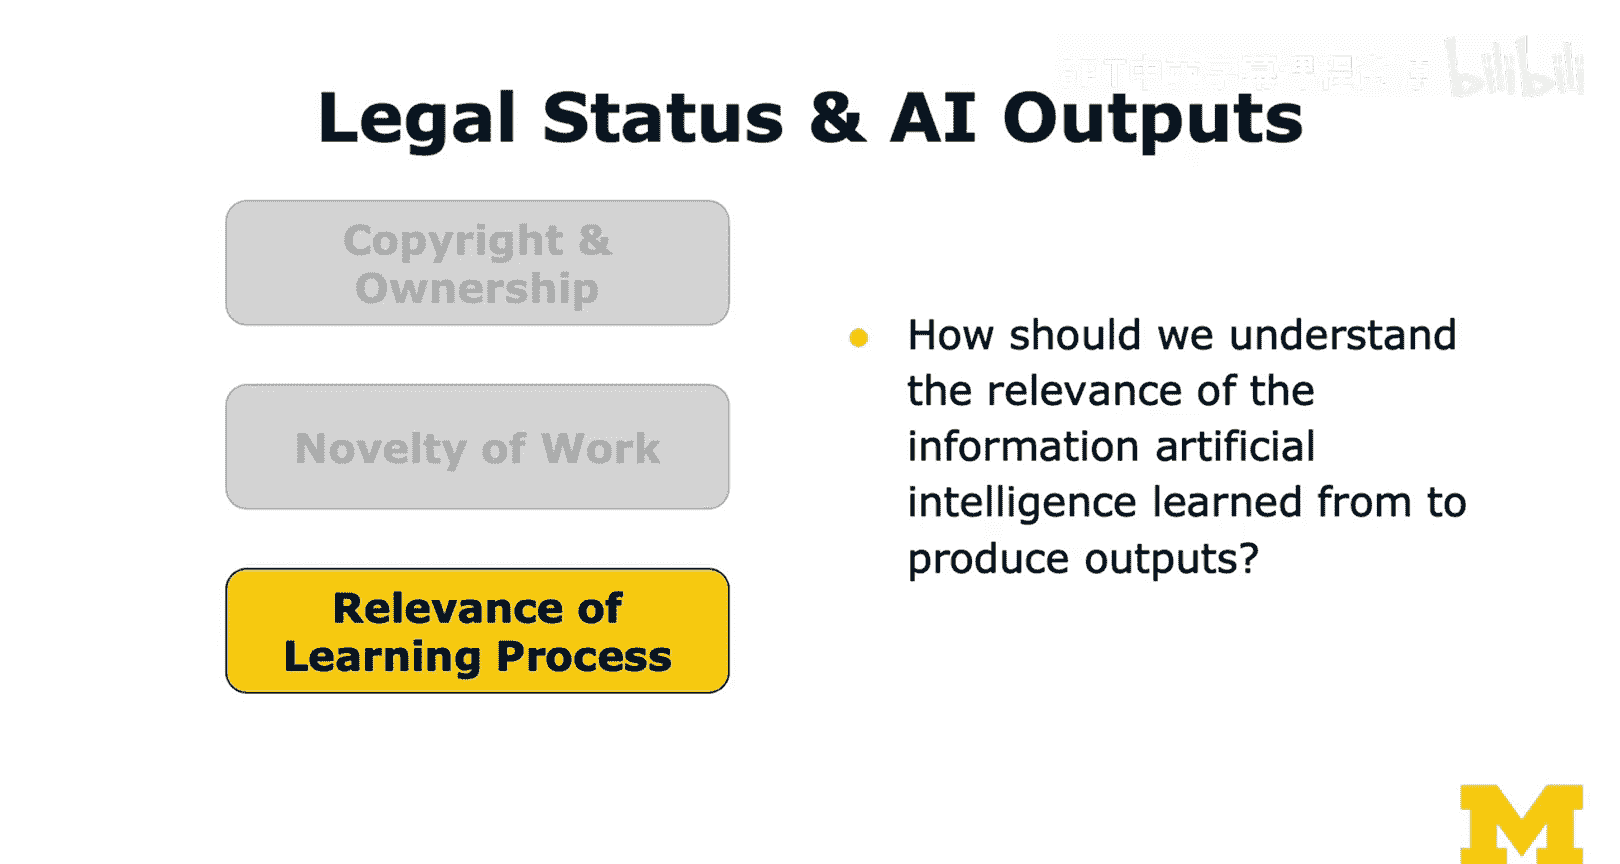 bilibili
Legal Status & AI Outputs
Copyright &
Ownership
Novelty of Work
Relevance of
Learning Process
How should we understand
the relevance of the
information artificial
intelligence learned from to
produce outputs?
M